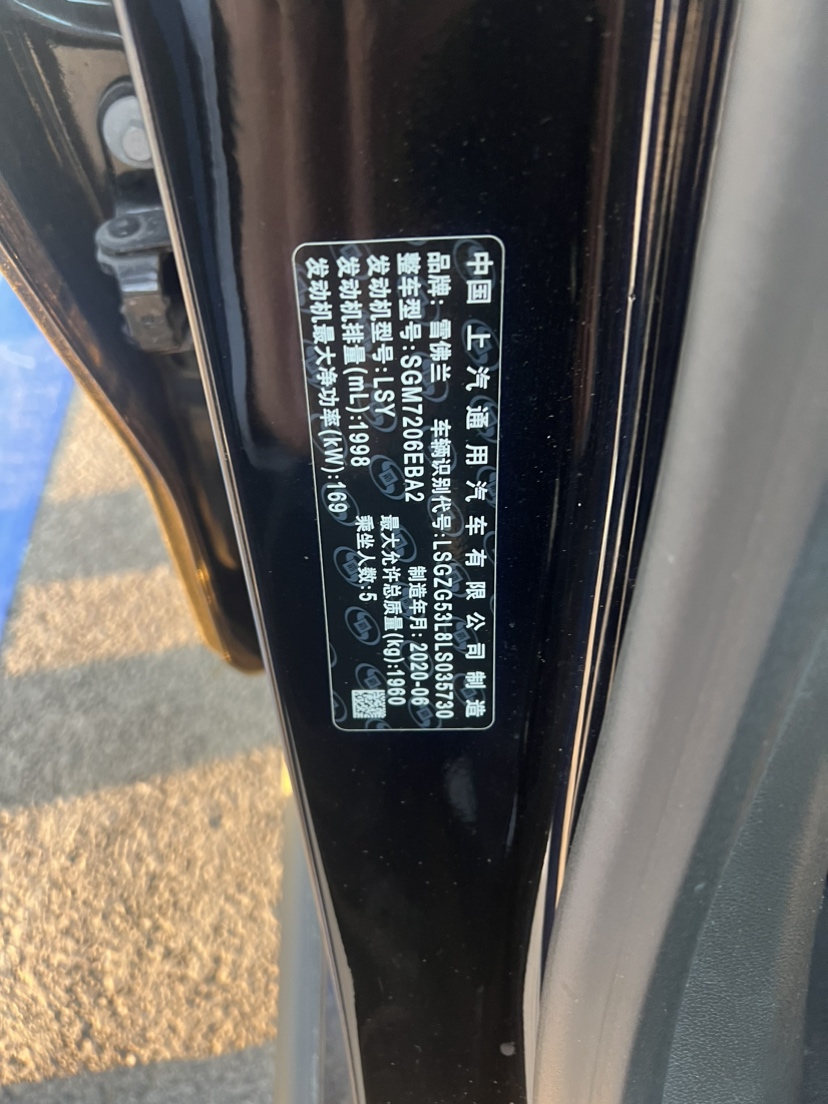 中国 上汽通用汽车有限公司制造
品牌: 雪佛兰 车辆识别代号:LSGZG53L8LS035730
整车型号:SGM7206EBA2 制造年月:2020-06
发动机型号:LSY 最大允许总质量(kg):1960
发动机排量(mL):1998 乘坐人数:5
发动机最大净功率(kW):169